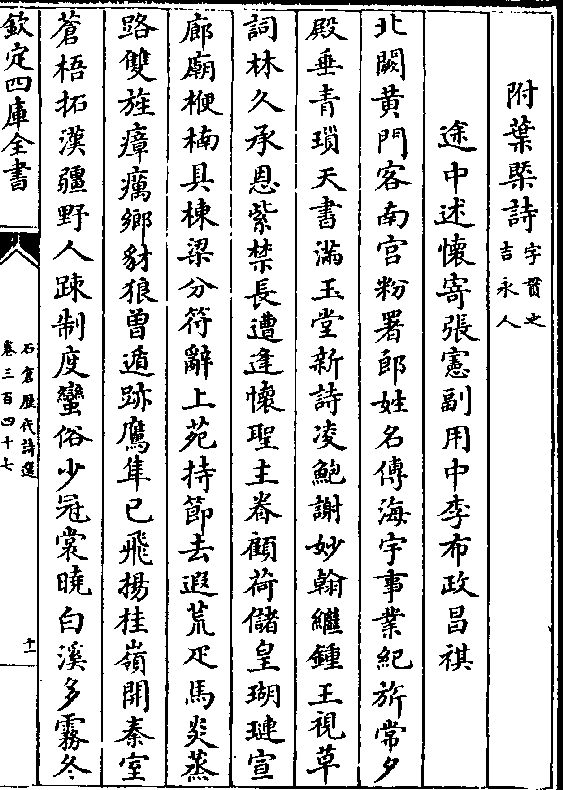 附葉㮚詩字貫之
吉永人
途中述懷寄張憲副用中李布政昌祺
北闕黄門客南宮粉署郎姓名傳海宇事業紀旂常夕
殿垂青瑣天書滿玉堂新詩凌鮑謝妙翰繼鍾王視草
詞林久承恩紫禁長遭逢懷聖主眷顧荷儲皇瑚璉宣
廊廟楩楠具棟梁分符辭上苑持節去遐荒疋馬炎蒸
路雙旌瘴癘鄉豺狼曾遁跡鷹隼已飛揚桂嶺開秦室
蒼梧拓漢疆野人疎制度蠻俗少冠裳曉白溪多霧冬
欽定四庫全書
石倉歴代詩選
卷三百四十七
十一